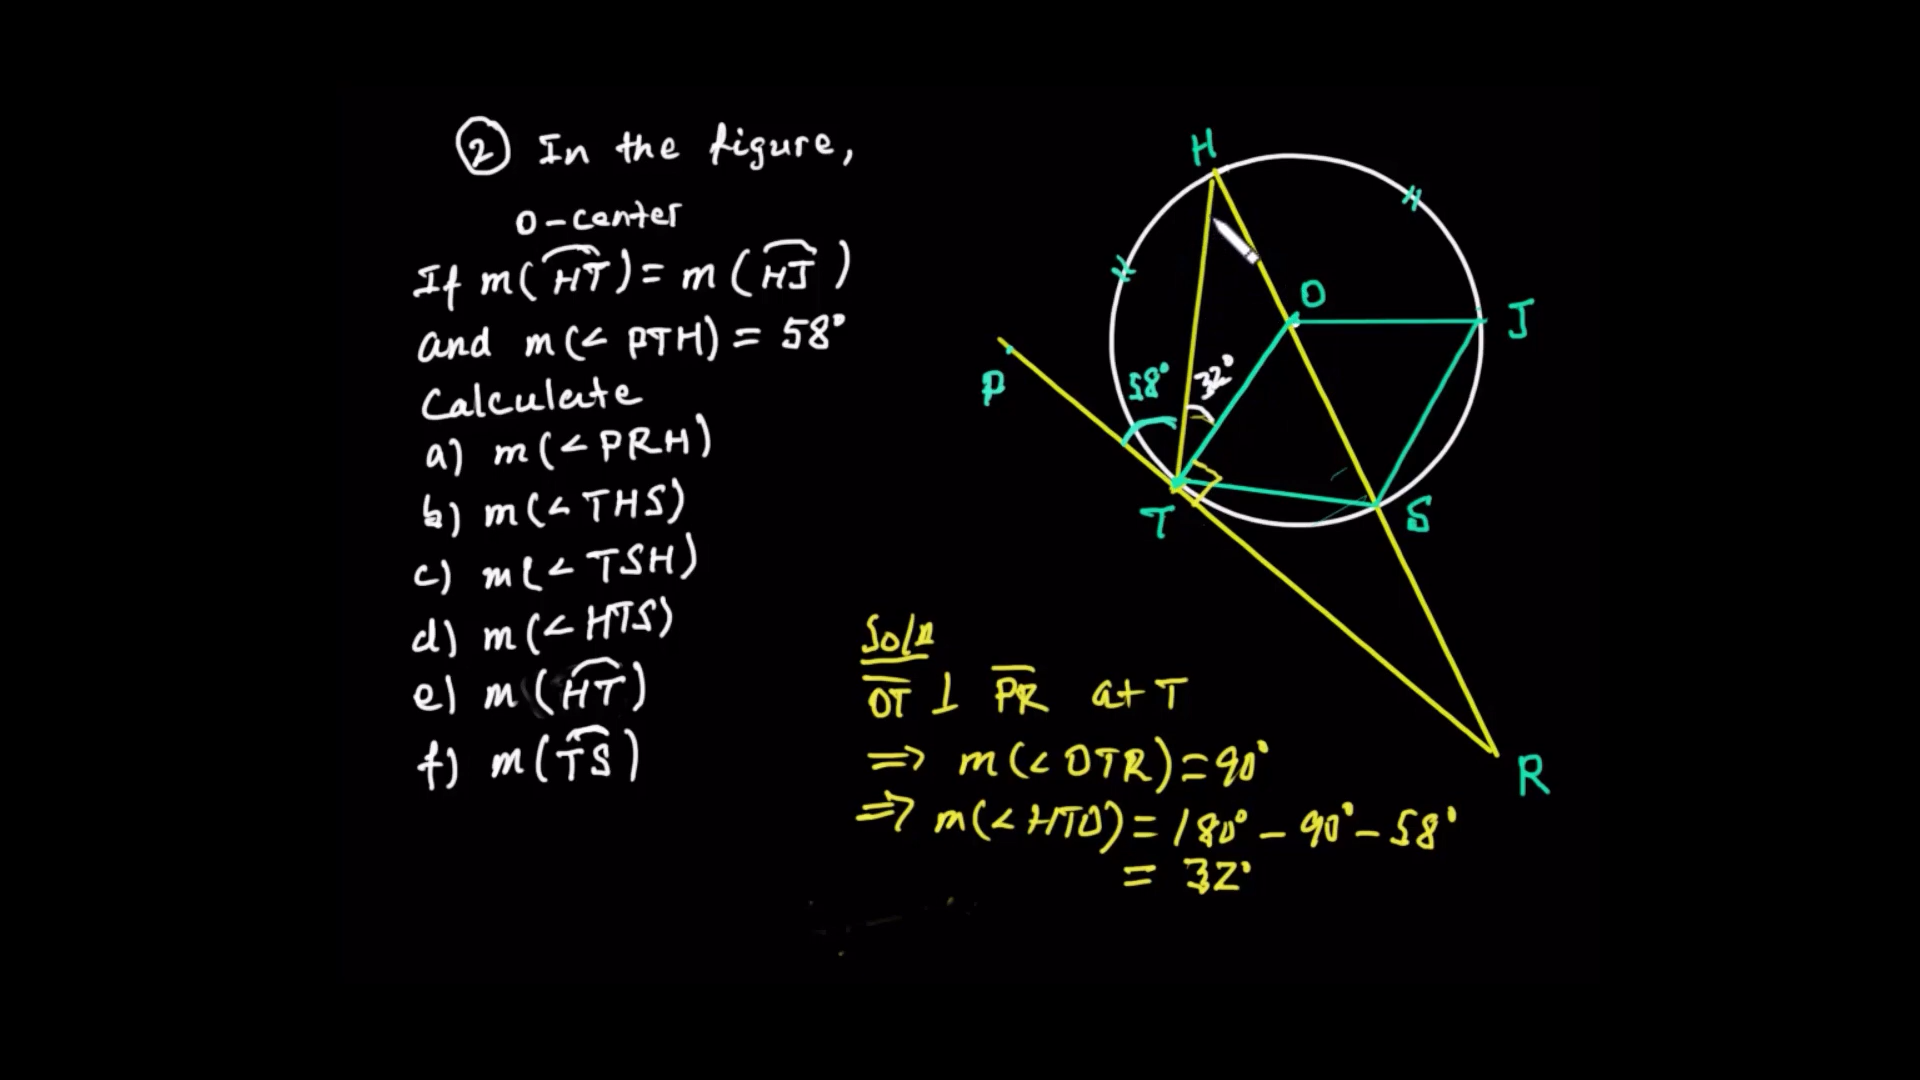 ② In the figure,
O-center
If m(HT) = m(HJ)
and m(∠PTH) = 58°
Calculate
a) m(∠PRH)
b) m(∠THS)
c) m(∠TSH)
d) m(∠HTS)
e) m(HT)
f) m(TS)
H
O
J
P
58°
32°
T
S
R
Soln
OT ⊥ PR at T
⇒ m(∠OTR) = 90°
⇒ m(∠HTO) = 180° - 90° - 58°
= 32°